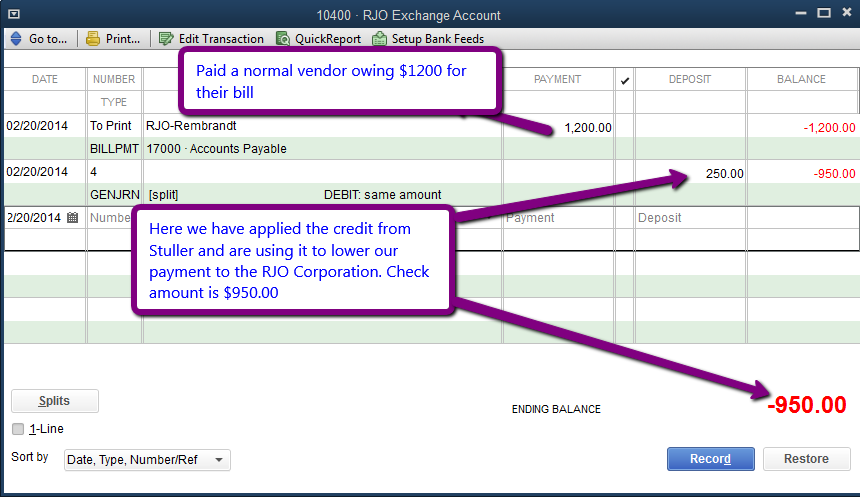 10400 · RJO Exchange Account
Go to... Print... Edit Transaction QuickReport Setup Bank Feeds
Paid a normal vendor owing $1200 for
their bill
DATE NUMBER PAYMENT ✓ DEPOSIT BALANCE
TYPE
02/20/2014 To Print RJO-Rembrandt 1,200.00 -1,200.00
BILLPMT 17000 · Accounts Payable
02/20/2014 4 250.00 -950.00
GENJRN [split] DEBIT: same amount
2/20/2014 Numbe Payment Deposit
Here we have applied the credit from
Stuller and are using it to lower our
payment to the RJO Corporation. Check
amount is $950.00
Splits
ENDING BALANCE -950.00
1-Line
Sort by Date, Type, Number/Ref Record Restore